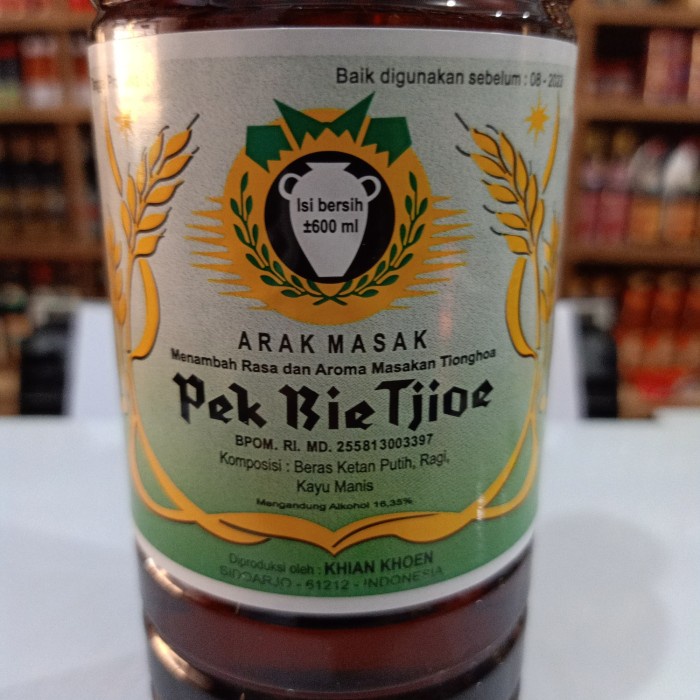 Baik digunakan sebelum : 08 -
Isi bersih
±600 ml
ARAK MASAK
Menambah Rasa dan Aroma Masakan Tionghoa
Pek Bie Tjioe
BPOM. RI. MD. 255813003397
Komposisi : Beras Ketan Putih, Ragi,
Kayu Manis
Mengandung Alkohol 16,35%
Diproduksi oleh : KHIAN KHOEN
SIDOARJO - 61212 - INDONESIA